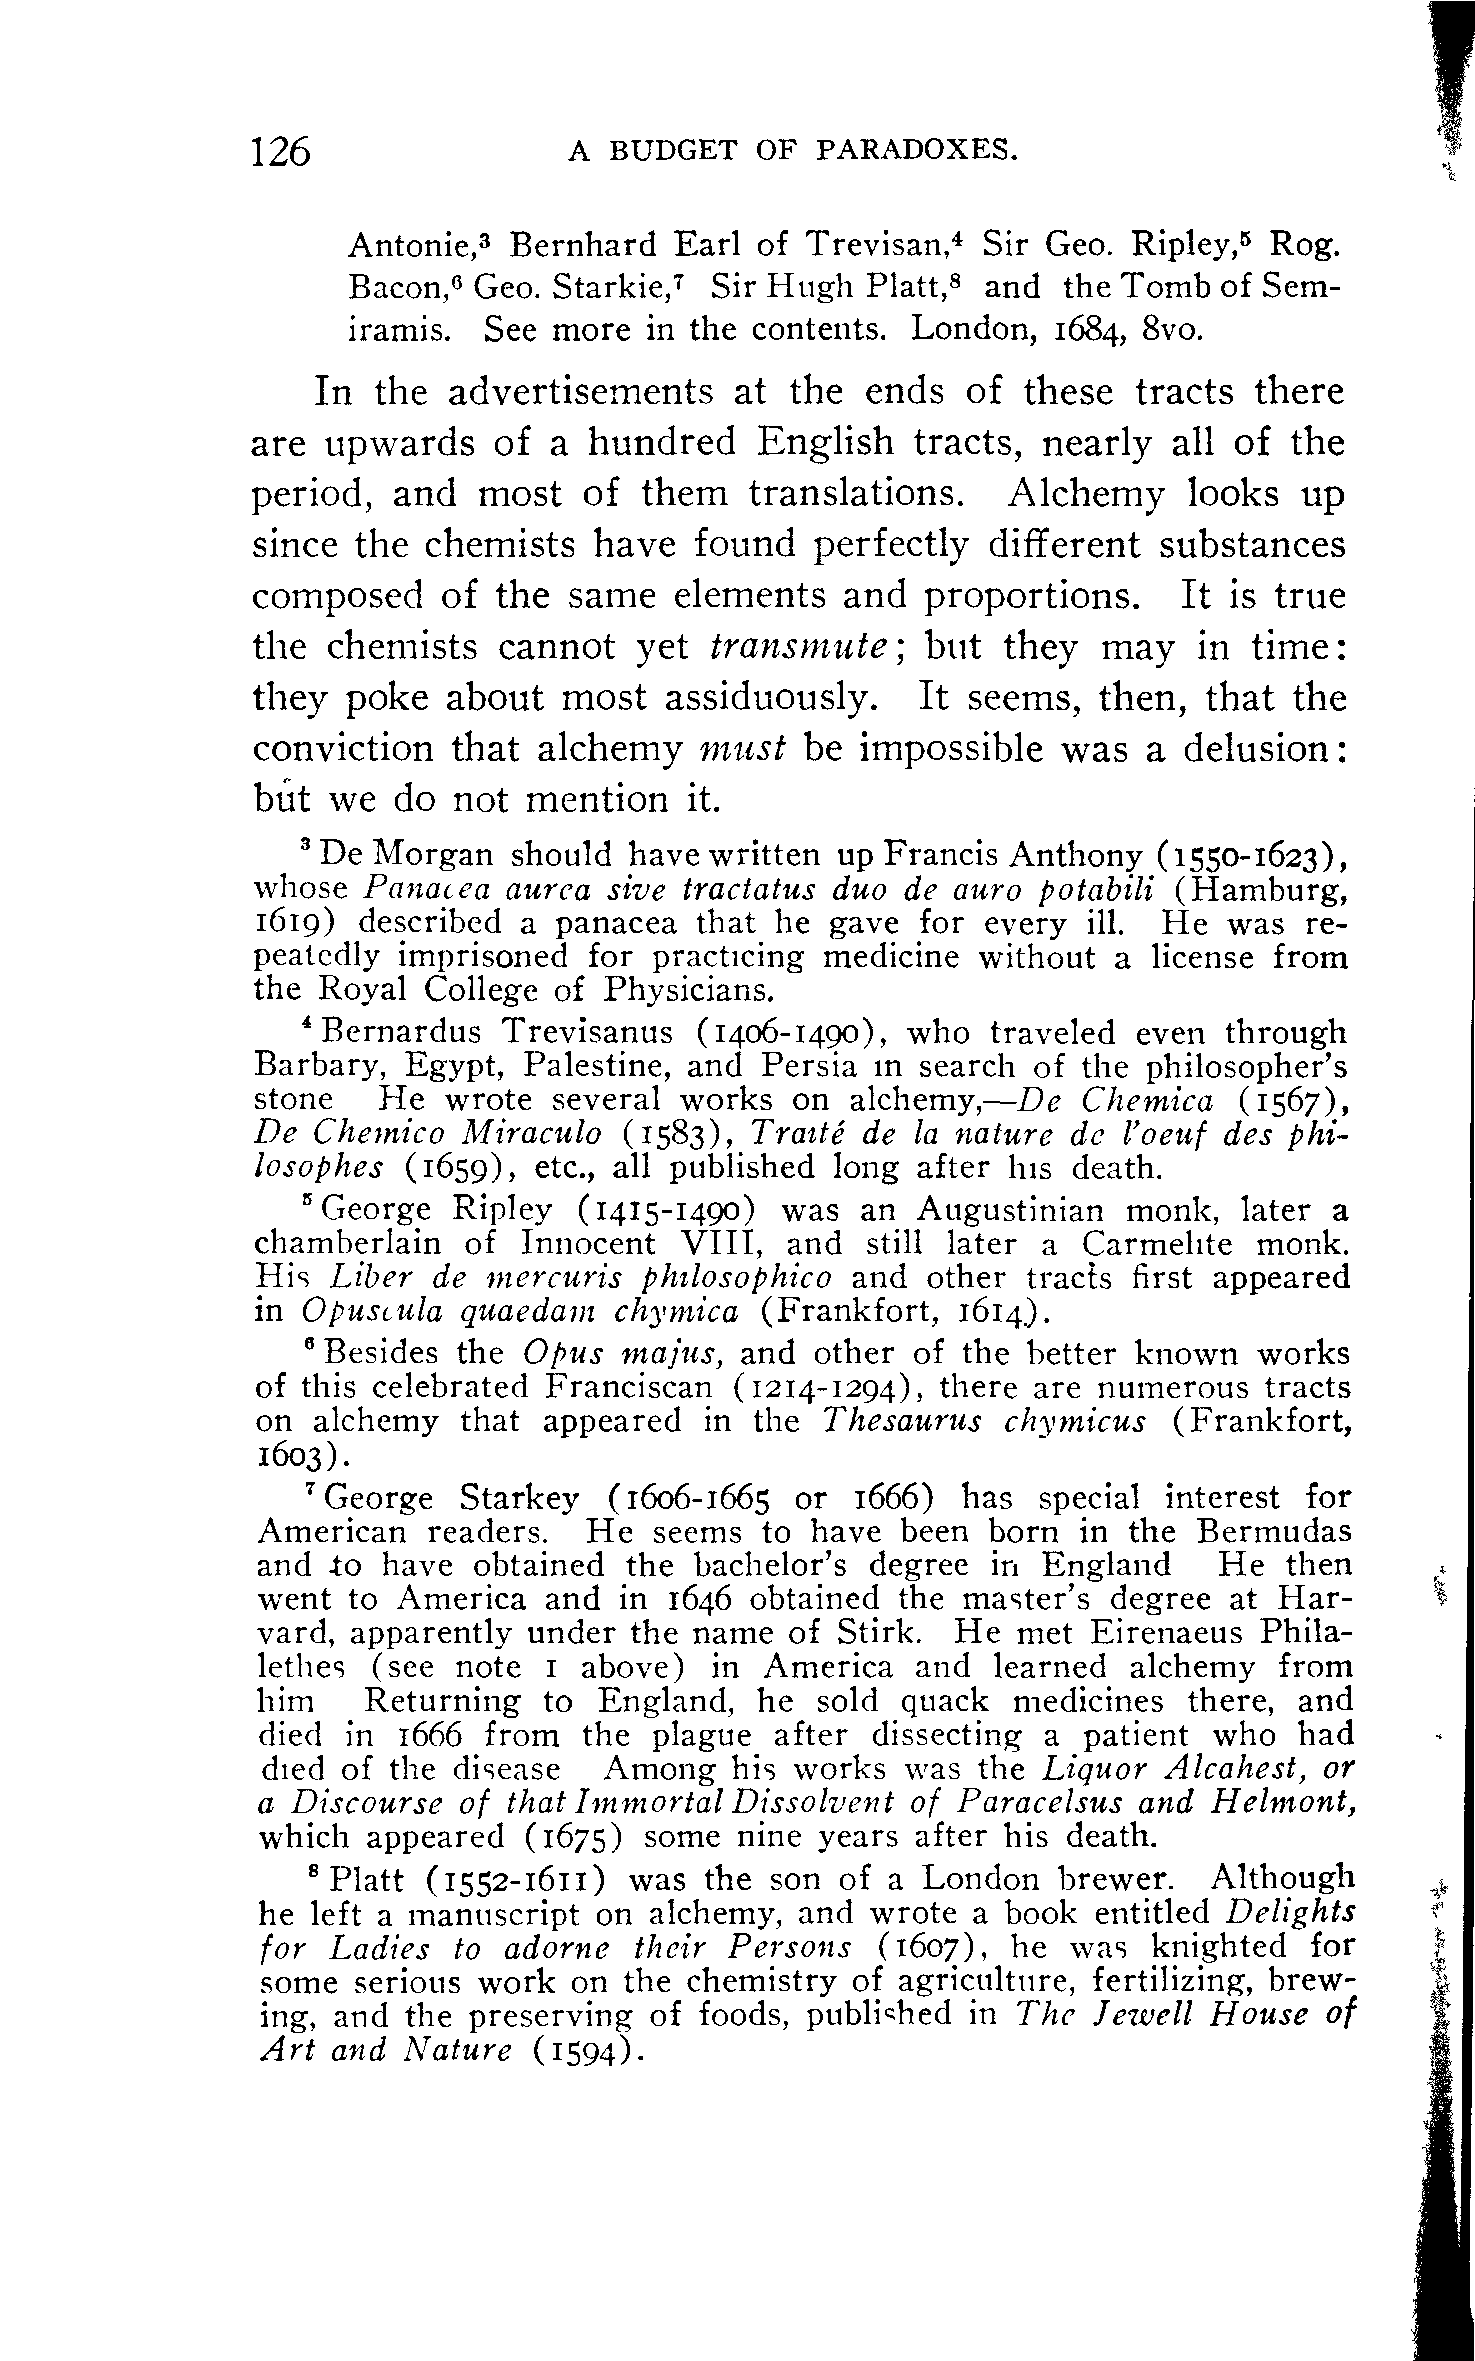 126 A BUDGET OF PARADOXES.
Antonie,³ Bernhard Earl of Trevisan,⁴ Sir Geo. Ripley,⁵ Rog.
Bacon,⁶ Geo. Starkie,⁷ Sir Hugh Platt,⁸ and the Tomb of Sem-
iramis. See more in the contents. London, 1684, 8vo.
In the advertisements at the ends of these tracts there
are upwards of a hundred English tracts, nearly all of the
period, and most of them translations. Alchemy looks up
since the chemists have found perfectly different substances
composed of the same elements and proportions. It is true
the chemists cannot yet transmute; but they may in time:
they poke about most assiduously. It seems, then, that the
conviction that alchemy must be impossible was a delusion:
but we do not mention it.
³ De Morgan should have written up Francis Anthony (1550-1623),
whose Panacea aurea sive tractatus duo de auro potabili (Hamburg,
1619) described a panacea that he gave for every ill. He was re-
peatedly imprisoned for practicing medicine without a license from
the Royal College of Physicians.
⁴ Bernardus Trevisanus (1406-1490), who traveled even through
Barbary, Egypt, Palestine, and Persia in search of the philosopher's
stone He wrote several works on alchemy,—De Chemica (1567),
De Chemico Miraculo (1583), Traité de la nature de l'oeuf des phi-
losophes (1659), etc., all published long after his death.
⁵ George Ripley (1415-1490) was an Augustinian monk, later a
chamberlain of Innocent VIII, and still later a Carmelite monk.
His Liber de mercuris philosophico and other tracts first appeared
in Opuscula quaedam chymica (Frankfort, 1614).
⁶ Besides the Opus majus, and other of the better known works
of this celebrated Franciscan (1214-1294), there are numerous tracts
on alchemy that appeared in the Thesaurus chymicus (Frankfort,
1603).
⁷ George Starkey (1606-1665 or 1666) has special interest for
American readers. He seems to have been born in the Bermudas
and to have obtained the bachelor's degree in England He then
went to America and in 1646 obtained the master's degree at Har-
vard, apparently under the name of Stirk. He met Eirenaeus Phila-
lethes (see note 1 above) in America and learned alchemy from
him Returning to England, he sold quack medicines there, and
died in 1666 from the plague after dissecting a patient who had
died of the disease Among his works was the Liquor Alcahest, or
a Discourse of that Immortal Dissolvent of Paracelsus and Helmont,
which appeared (1675) some nine years after his death.
⁸ Platt (1552-1611) was the son of a London brewer. Although
he left a manuscript on alchemy, and wrote a book entitled Delights
for Ladies to adorne their Persons (1607), he was knighted for
some serious work on the chemistry of agriculture, fertilizing, brew-
ing, and the preserving of foods, published in The Jewell House of
Art and Nature (1594).